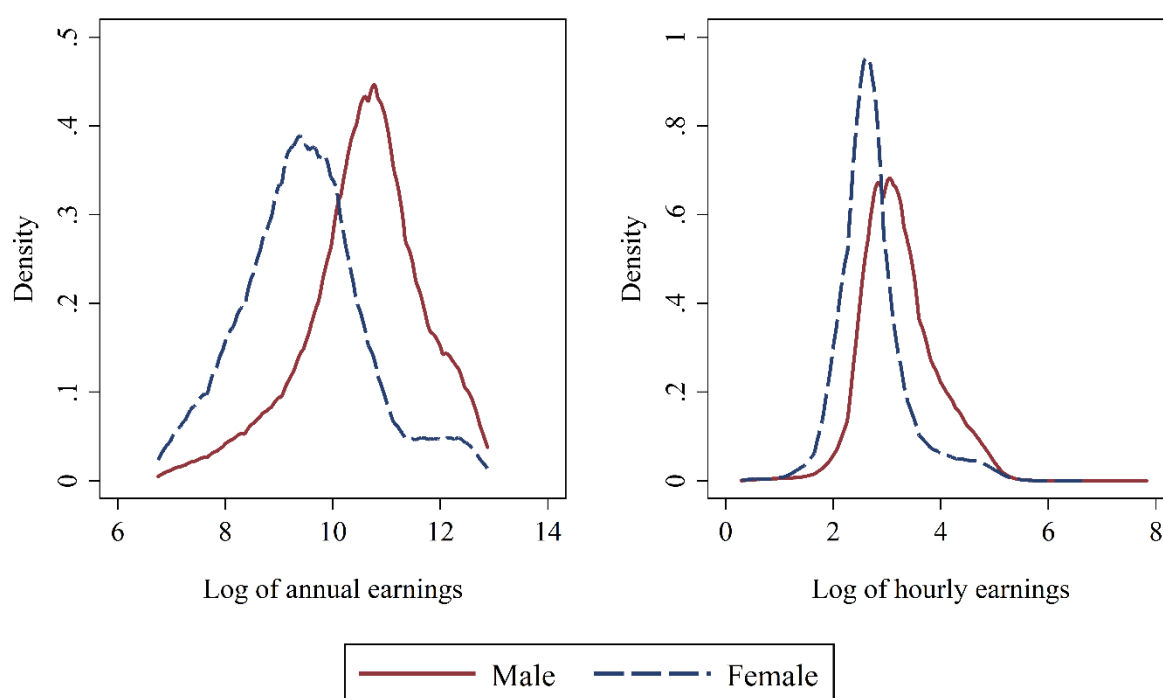 .5
.4
.3
.2
.1
0
Density
6 8 10 12 14
Log of annual earnings
1
.8
.6
.4
.2
0
Density
0 2 4 6 8
Log of hourly earnings
Male Female